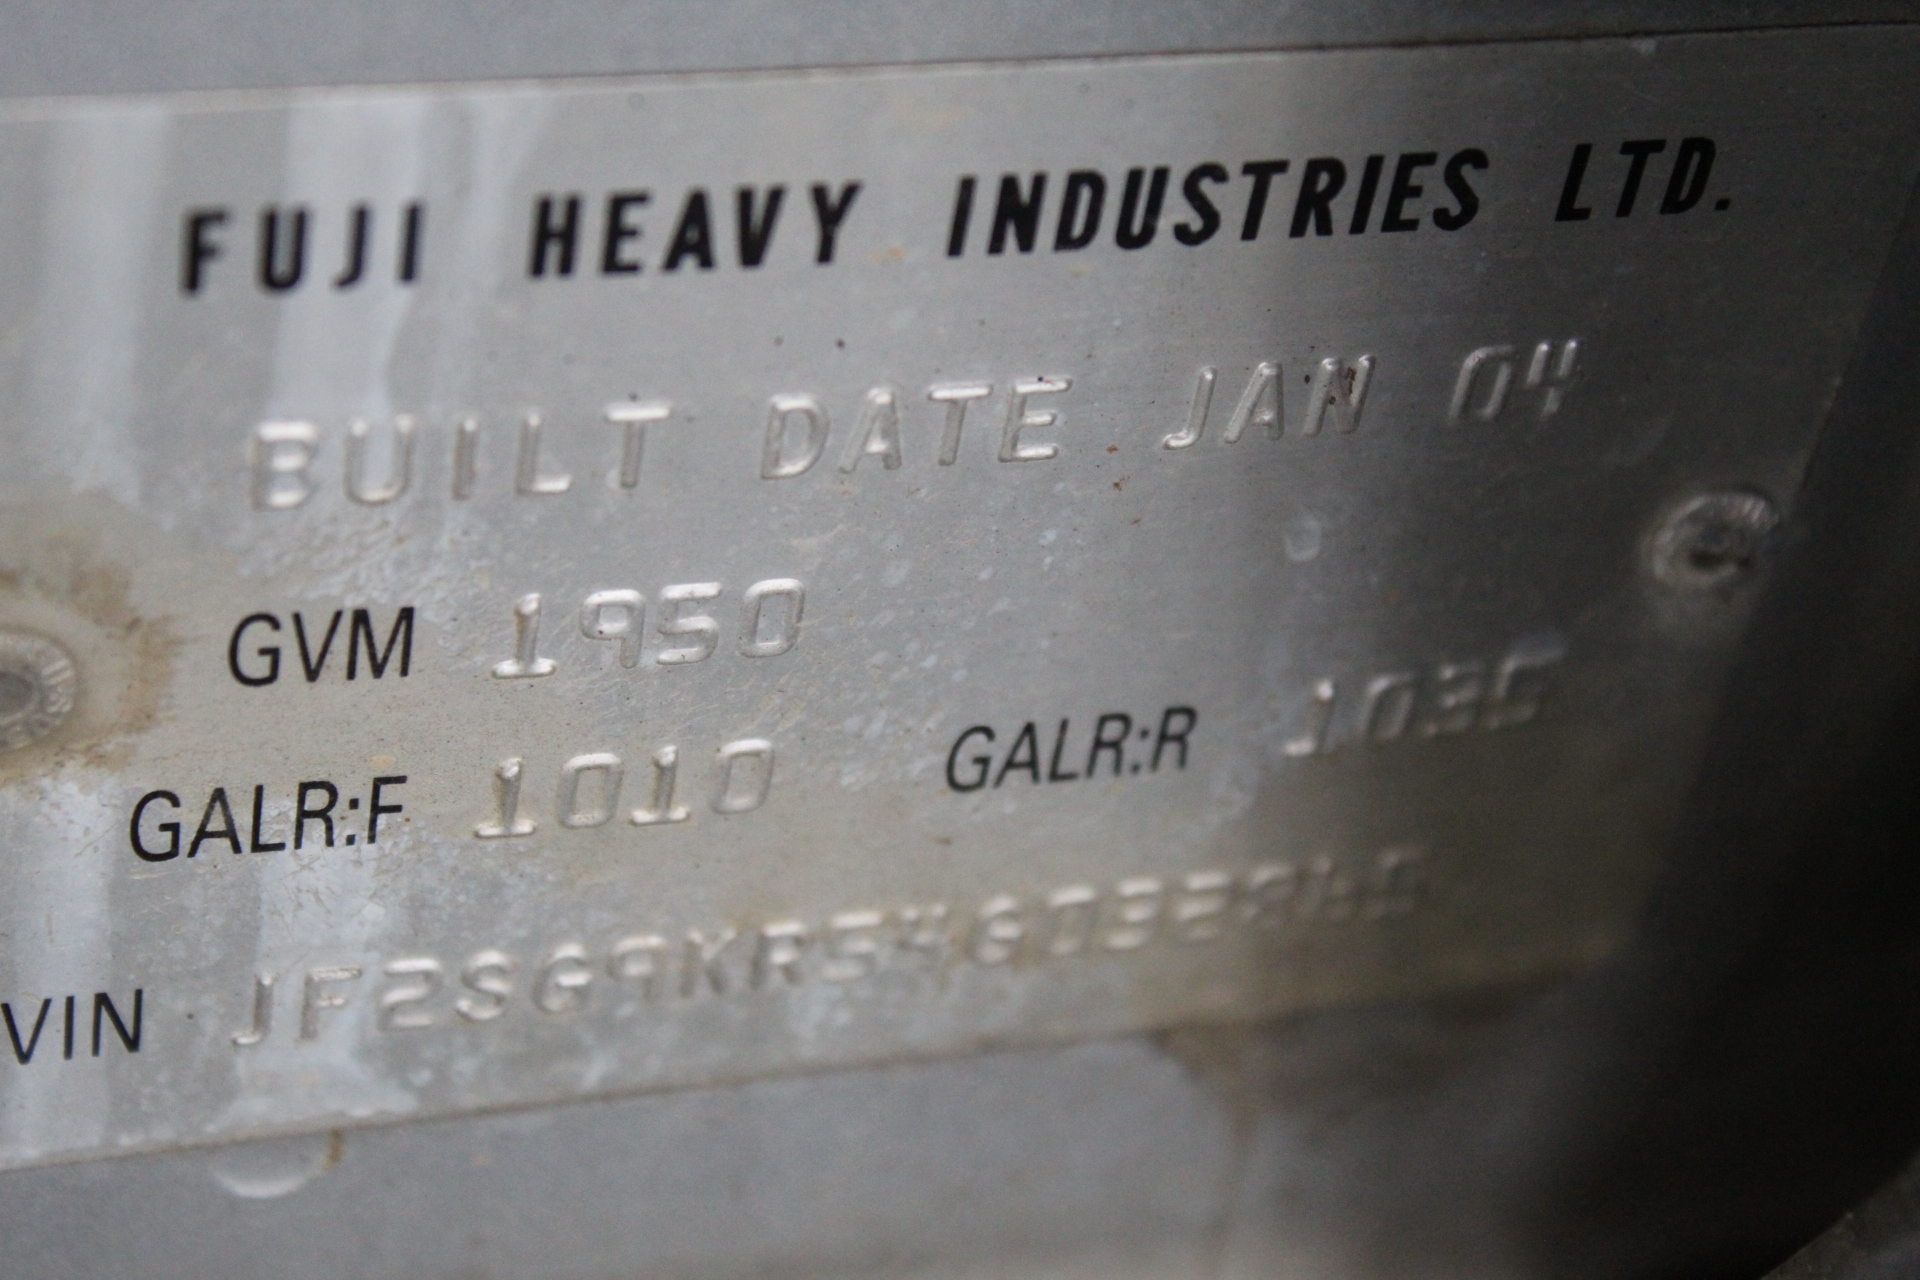 FUJI HEAVY INDUSTRIES LTD.
BUILT DATE JAN 04
GVM 1950
GALR:F 1010 GALR:R
VIN